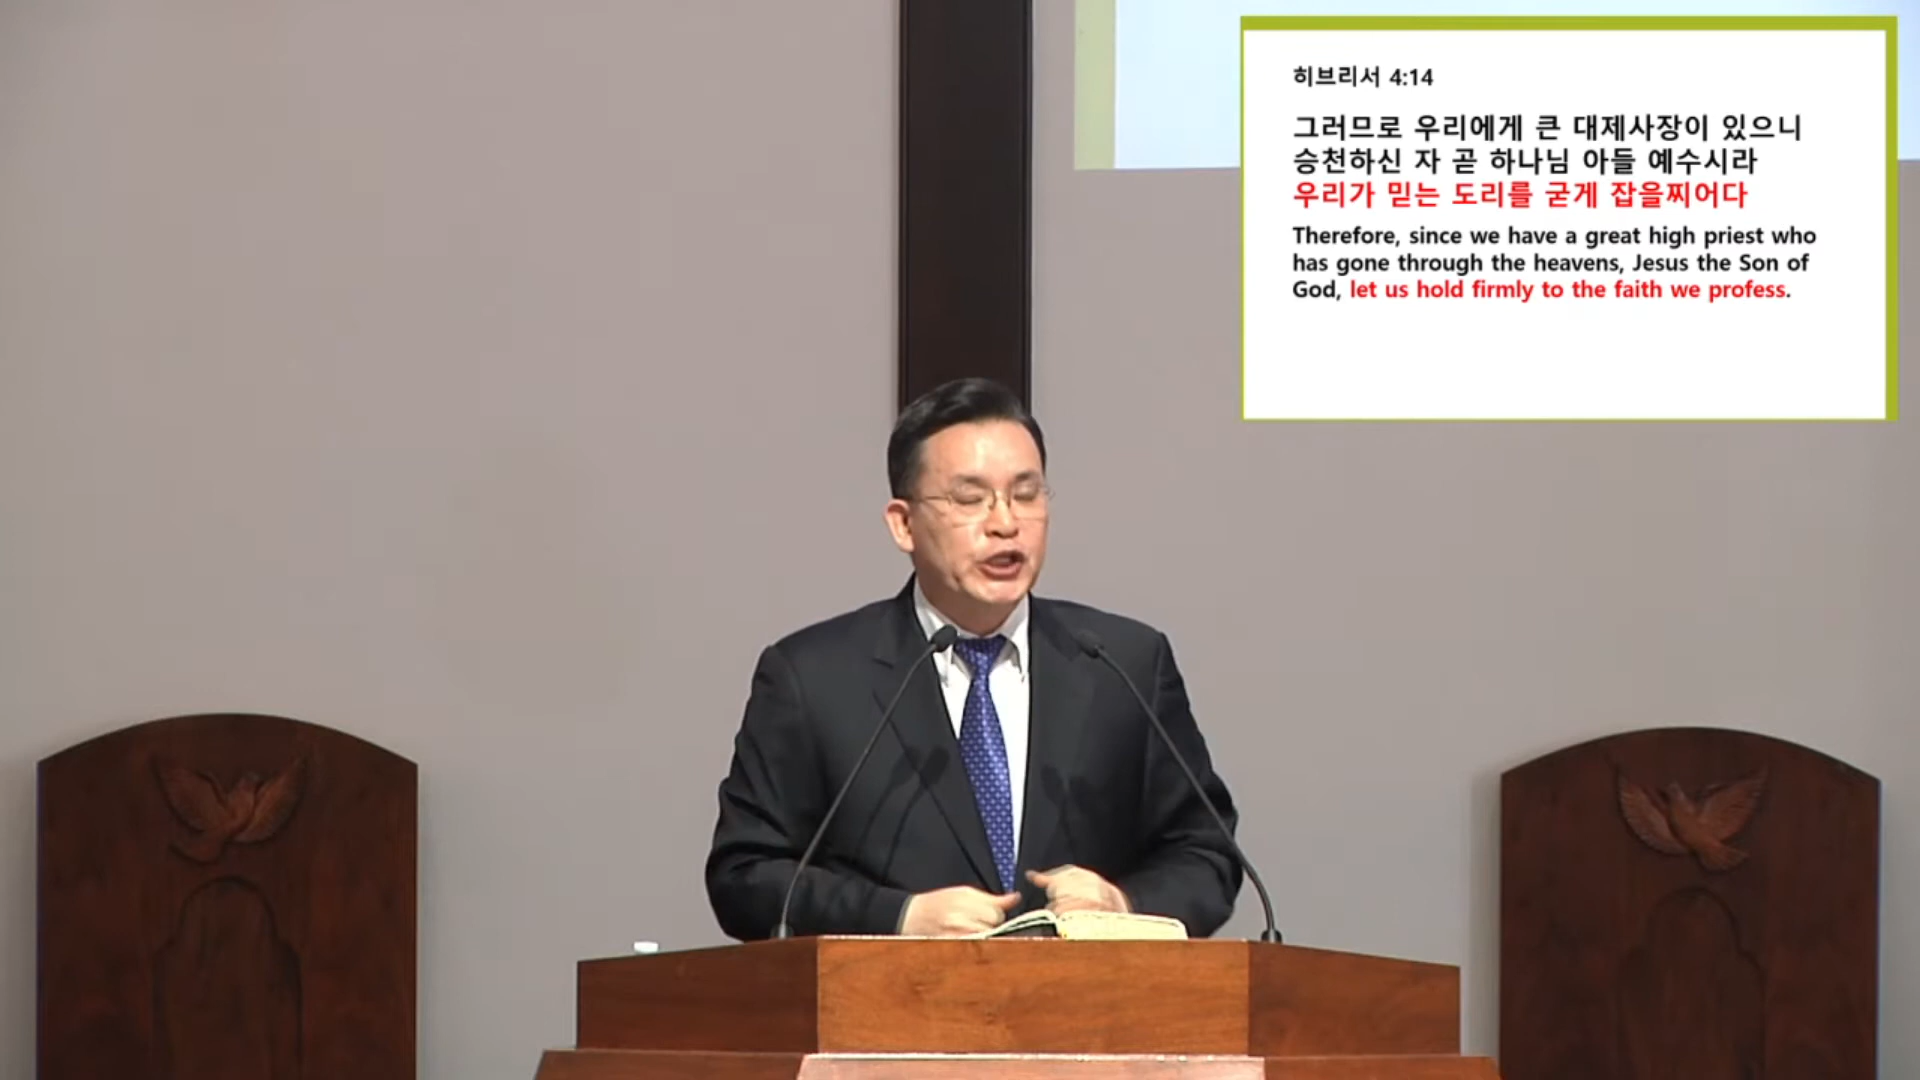 히브리서 4:14
그러므로 우리에게 큰 대제사장이 있으니
승천하신 자 곧 하나님 아들 예수시라
우리가 믿는 도리를 굳게 잡을찌어다
Therefore, since we have a great high priest who
has gone through the heavens, Jesus the Son of
God, let us hold firmly to the faith we profess.